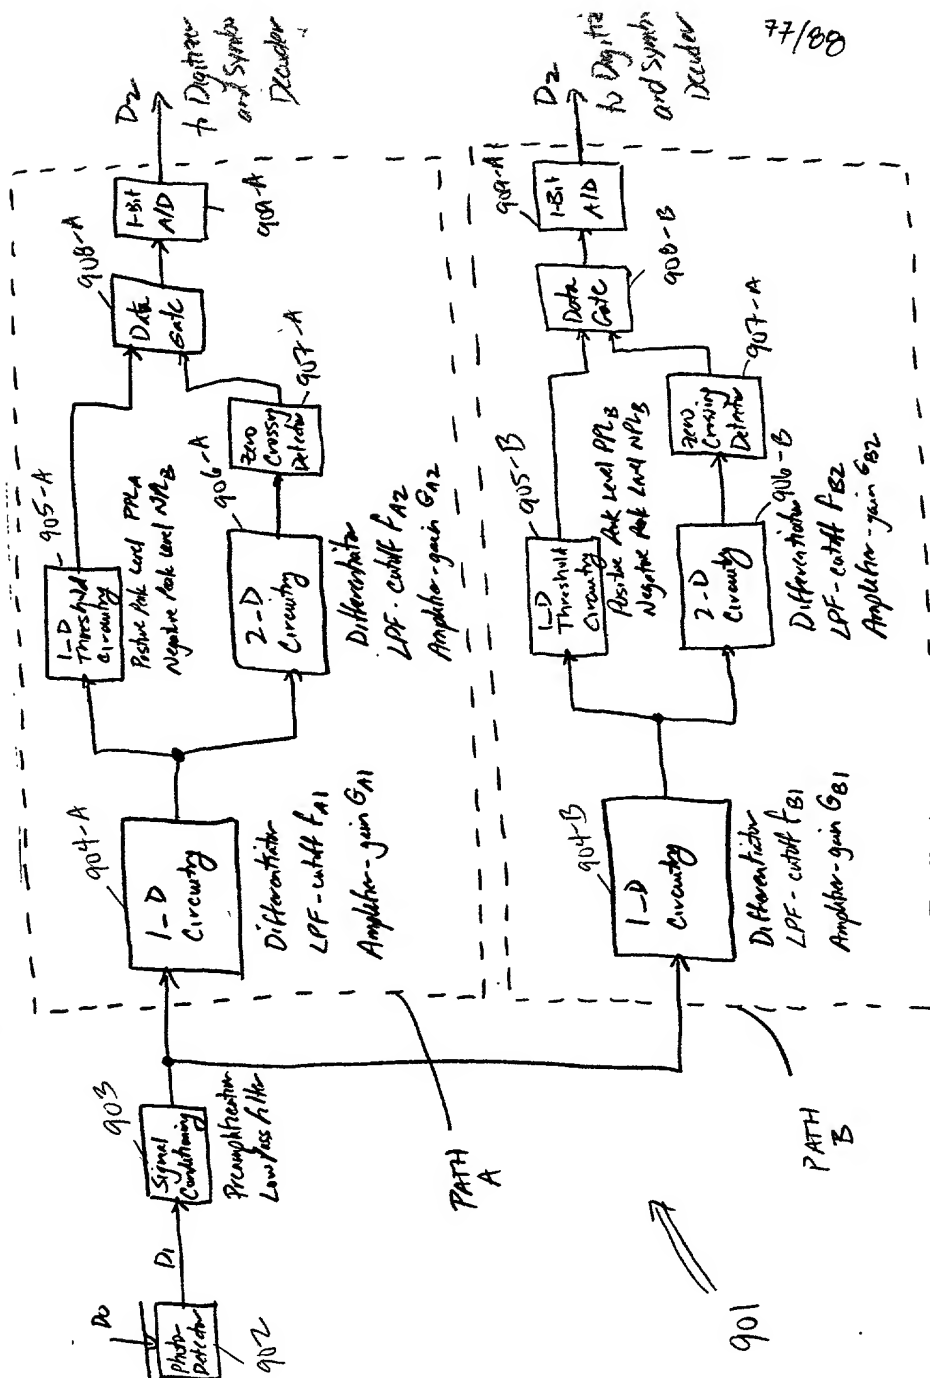 77/88
D0
Photo-
Detector
902
D1
903
Signal
Conditioning
Preamplification
Low Pass Filter
901
PATH
A
904-A
1-D
Circuitry
Differentiator
LPF-cutoff fA1
Amplifier-gain GA1
905-A
1-D
Threshold
Circuitry
Positive Peak Level PPLA
Negative Peak Level NPLB
906-A
2-D
Circuitry
Differentiator
LPF-cutoff fA2
Amplifier-gain GA2
907-A
Zero
Crossing
Detector
908-A
Data
Gate
1-Bit
A/D
909-A
D2
to Digitizer
and Symbol
Decoder
PATH
B
904-B
1-D
Circuitry
Differentiator
LPF-cutoff fB1
Amplifier-gain GB1
905-B
1-D
Threshold
Circuitry
Positive Peak Level PPLB
Negative Peak Level NPLB
2-D
Circuitry
906-B
Differentiator
LPF-cutoff fB2
Amplifier-gain GB2
Zero
Crossing
Detector
907-A
Data
Gate
908-B
909-A
1-Bit
A/D
D2
to Digiti
and Symb
Decoder